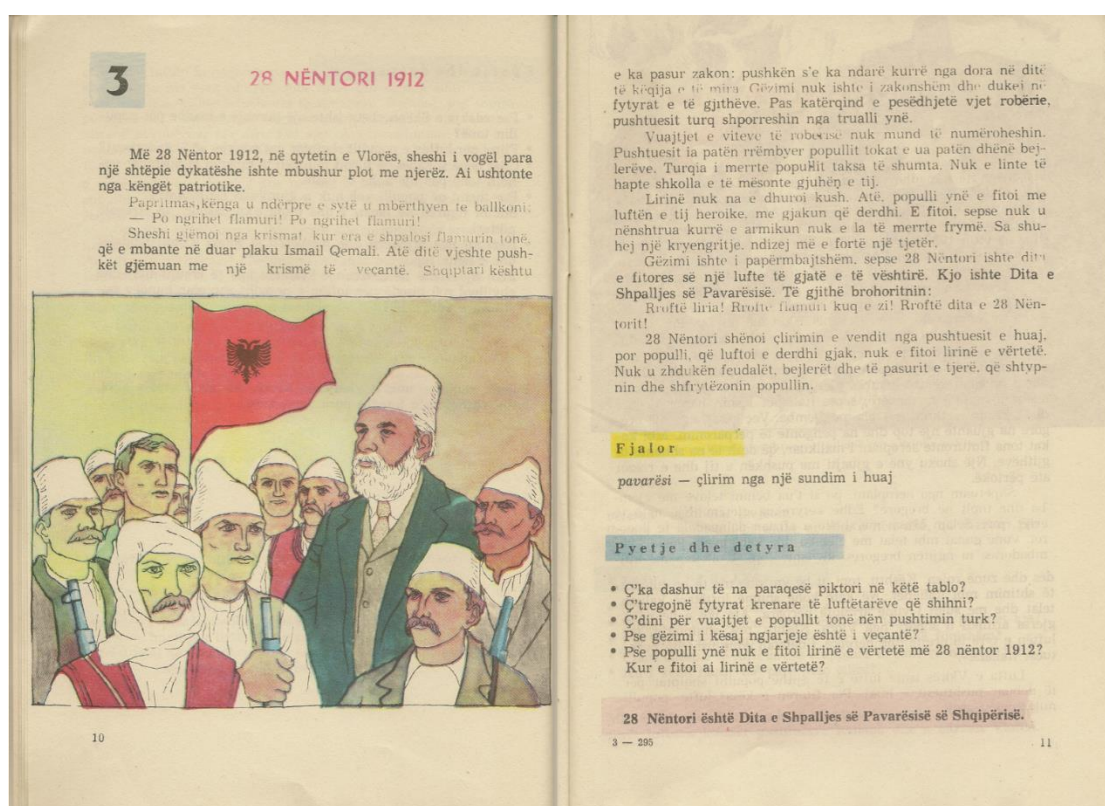 3
28 NËNTORI 1912
Më 28 Nëntor 1912, në qytetin e Vlorës, sheshi i vogël para
një shtëpie dykatëshe ishte mbushur plot me njerëz. Ai ushtonte
nga këngët patriotike.
Papritmas, kënga u ndërpre e sytë u mbërthyen te ballkoni:
— Po ngrihet flamuri! Po ngrihet flamuri!
Sheshi gjëmoi nga krismat kur era e shpalosi flamurin tonë,
që e mbante në duar plaku Ismail Qemali. Atë ditë vjeshte push-
kët gjëmuan me një krismë të veçantë. Shqiptari kështu
10
e ka pasur zakon: pushkën s'e ka ndarë kurrë nga dora në ditë
të këqija e të mira. Gëzimi nuk ishte i zakonshëm dhe dukej në
fytyrat e të gjithëve. Pas katërqind e pesëdhjetë vjet robërie,
pushtuesit turq shporreshin nga trualli ynë.
Vuajtjet e viteve të robërisë nuk mund të numëroheshin.
Pushtuesit ia patën rrëmbyer popullit tokat e ua patën dhënë bej-
lerëve. Turqia i merrte popullit taksa të shumta. Nuk e linte të
hapte shkolla e të mësonte gjuhën e tij.
Lirinë nuk na e dhuroi kush. Atë, populli ynë e fitoi me
luftën e tij heroike, me gjakun që derdhi. E fitoi, sepse nuk u
nënshtrua kurrë e armikun nuk e la të merrte frymë. Sa shu-
hej një kryengritje, ndizej më e fortë një tjetër.
Gëzimi ishte i papërmbajtshëm, sepse 28 Nëntori ishte dita
e fitores së një lufte të gjatë e të vështirë. Kjo ishte Dita e
Shpalljes së Pavarësisë. Të gjithë brohoritnin:
Rroftë liria! Rroftë flamuri kuq e zi! Rroftë dita e 28 Nën-
torit!
28 Nëntori shënoi çlirimin e vendit nga pushtuesit e huaj,
por populli, që luftoi e derdhi gjak, nuk e fitoi lirinë e vërtetë.
Nuk u zhdukën feudalët, bejlerët dhe të pasurit e tjerë, që shtyp-
nin dhe shfrytëzonin popullin.
Fjalor
pavarësi — çlirim nga një sundim i huaj
Pyetje dhe detyra
• Ç'ka dashur të na paraqesë piktori në këtë tablo?
• Ç'tregojnë fytyrat krenare të luftëtarëve që shihni?
• Ç'dini për vuajtjet e popullit tonë nën pushtimin turk?
• Pse gëzimi i kësaj ngjarjeje është i veçantë?
• Pse populli ynë nuk e fitoi lirinë e vërtetë më 28 nëntor 1912?
Kur e fitoi ai lirinë e vërtetë?
28 Nëntori është Dita e Shpalljes së Pavarësisë së Shqipërisë.
3 — 295
11